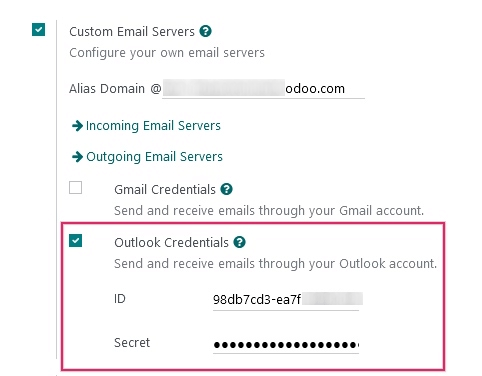 Custom Email Servers ?
Configure your own email servers
Alias Domain @ odoo.com
Incoming Email Servers
Outgoing Email Servers
Gmail Credentials ?
Send and receive emails through your Gmail account.
Outlook Credentials ?
Send and receive emails through your Outlook account.
ID 98db7cd3-ea7f
Secret ••••••••••••••••••